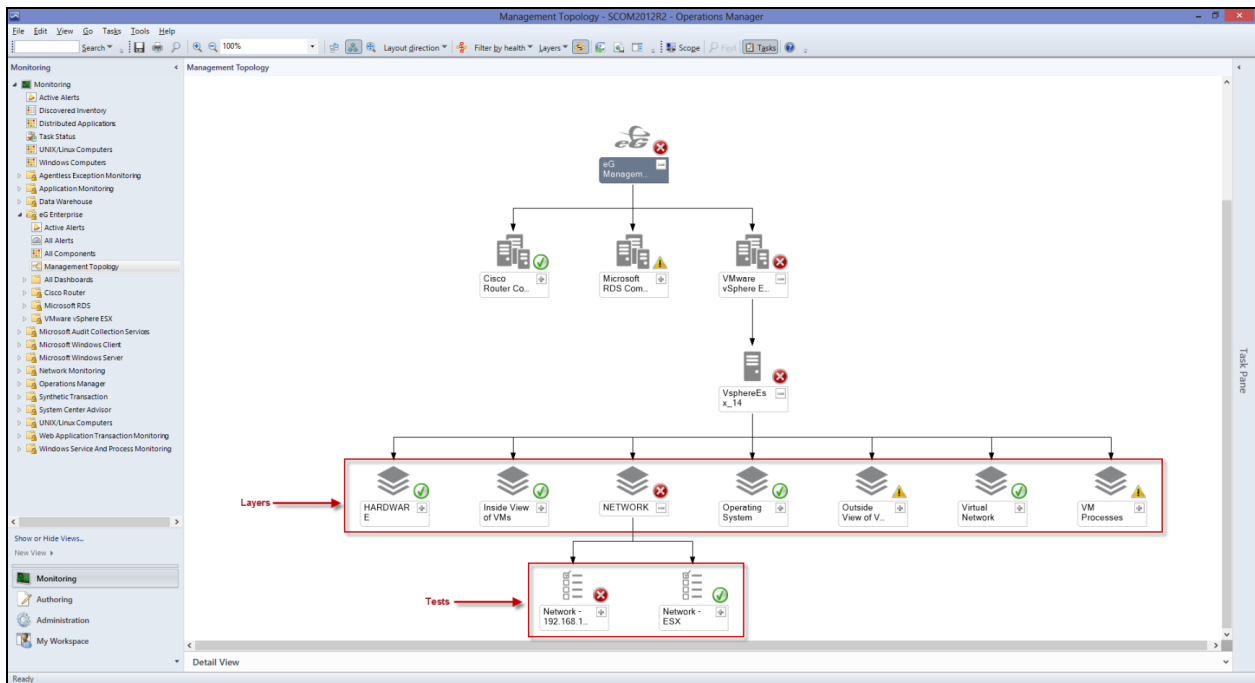 Management Topology - SCOM2012R2 - Operations Manager
File Edit View Go Tasks Tools Help
Search 100% Layout direction Filter by health Layers Scope Find Tasks
Monitoring
Management Topology
Monitoring
Active Alerts
Discovered Inventory
Distributed Applications
Task Status
UNIX/Linux Computers
Windows Computers
Agentless Exception Monitoring
Application Monitoring
Data Warehouse
eG Enterprise
Active Alerts
All Alerts
All Components
Management Topology
All Dashboards
Cisco Router
Microsoft RDS
VMware vSphere ESX
Microsoft Audit Collection Services
Microsoft Windows Client
Microsoft Windows Server
Network Monitoring
Operations Manager
Synthetic Transaction
System Center Advisor
UNIX/Linux Computers
Web Application Transaction Monitoring
Windows Service And Process Monitoring
Show or Hide Views...
New View
Monitoring
Authoring
Administration
My Workspace
eG
eG
Managem...
Cisco
Router Co...
Microsoft
RDS Com...
VMware
vSphere E...
VsphereEs
x_14
Layers
HARDWAR
E
Inside View
of VMs
NETWORK
Operating
System
Outside
View of V...
Virtual
Network
VM
Processes
Tests
Network -
192.168.1...
Network -
ESX
Task Pane
Detail View
Ready